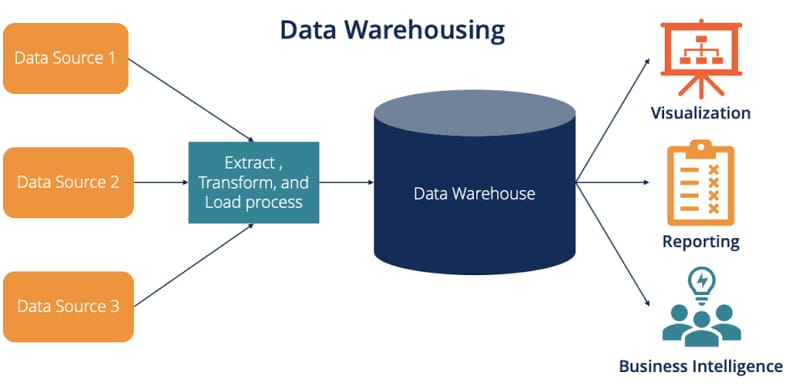 Data Warehousing
Data Source 1
Data Source 2
Data Source 3
Extract ,
Transform, and
Load process
Data Warehouse
Visualization
Reporting
Business Intelligence